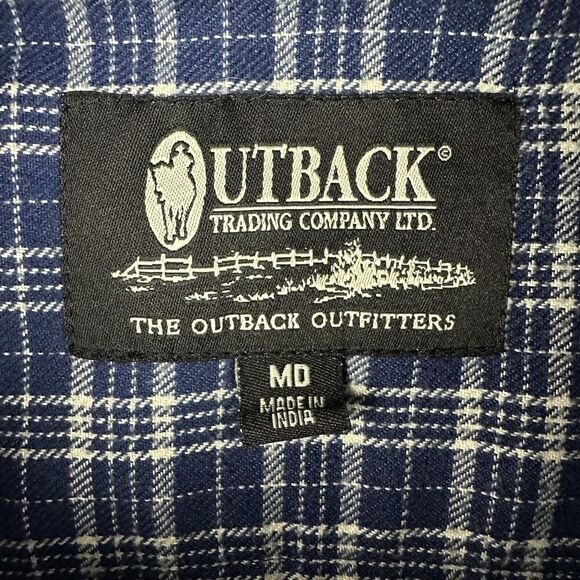 OUTBACK©
TRADING COMPANY LTD.
THE OUTBACK OUTFITTERS
MD
MADE IN
INDIA